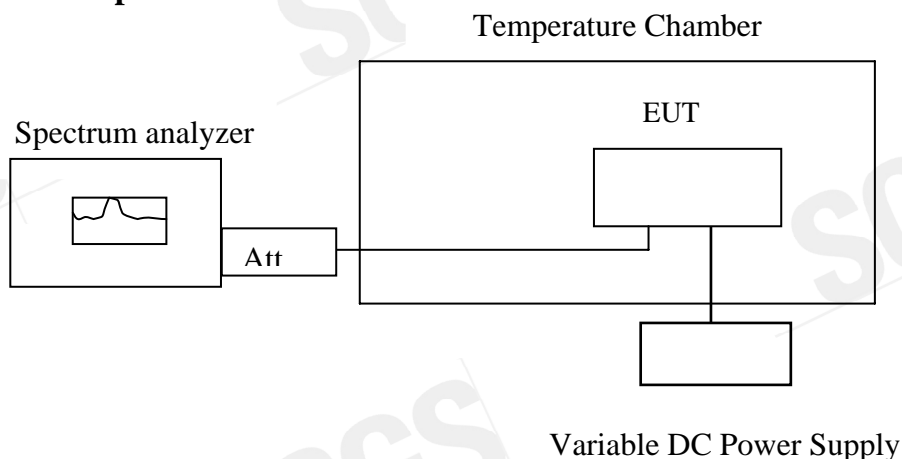 Temperature Chamber
EUT
Spectrum analyzer
Att
Variable DC Power Supply